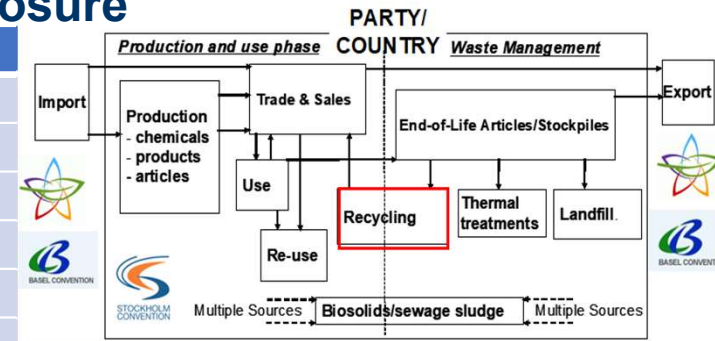 osure
PARTY/
COUNTRY
Production and use phase
Waste Management
Import
Production
- chemicals
- products
- articles
Trade & Sales
Export
End-of-Life Articles/Stockpiles
Use
Recycling
Thermal
treatments
Landfill.
Re-use
BASEL CONVENTION
STOCKHOLM
CONVENTION
BASEL CONVENT
Multiple Sources
Biosolids/sewage sludge
Multiple Sources